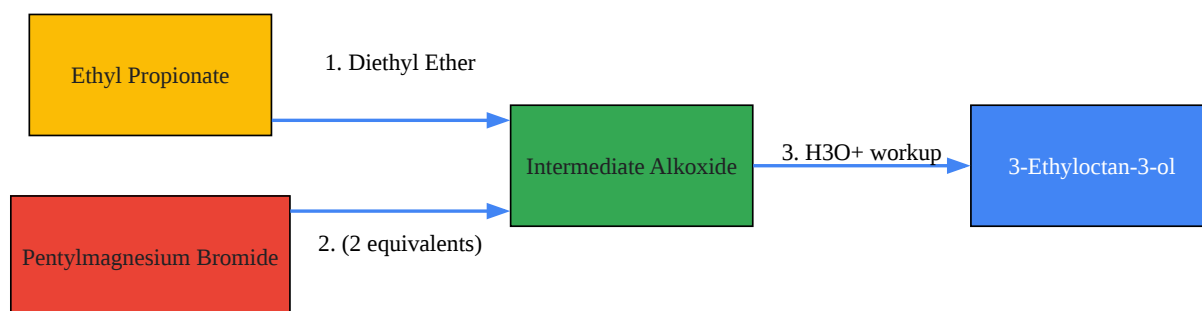 Ethyl Propionate
1. Diethyl Ether
Intermediate Alkoxide
3. H3O+ workup
3-Ethyloctan-3-ol
Pentylmagnesium Bromide
2. (2 equivalents)